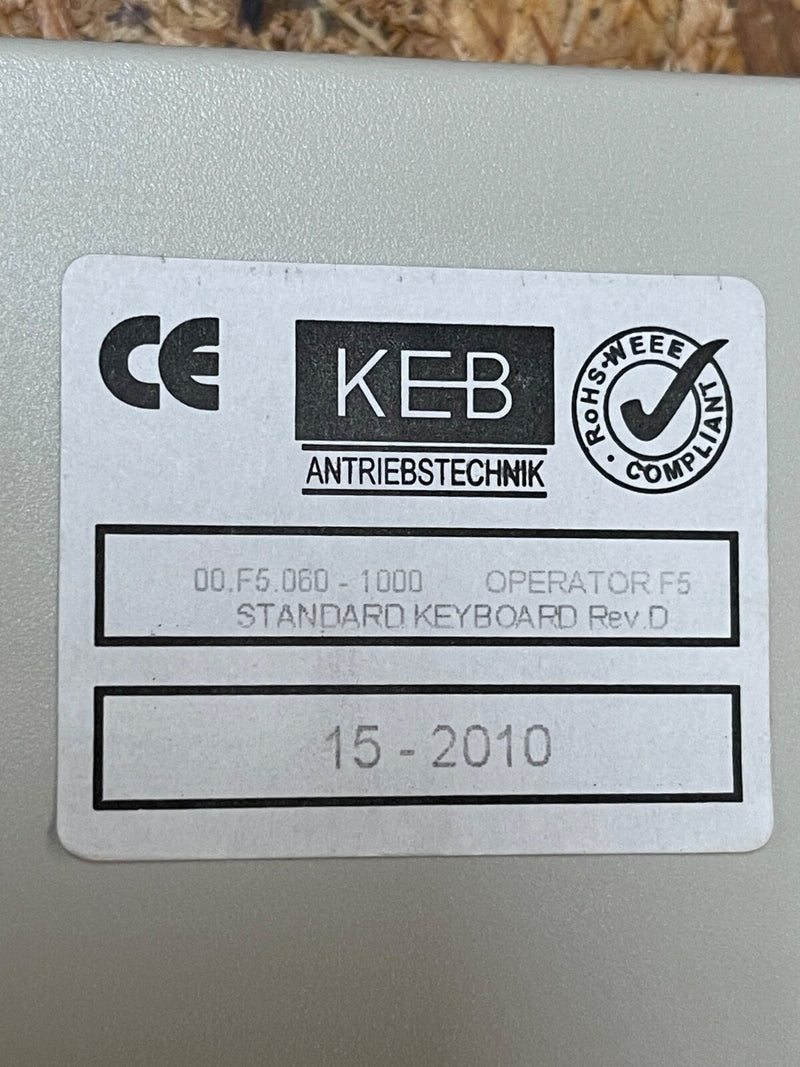 CE
KEB
ANTRIEBSTECHNIK
RoHS·WEEE
· COMPLIANT
00.F5.060 - 1000 OPERATOR F5
STANDARD KEYBOARD Rev.D
15 - 2010